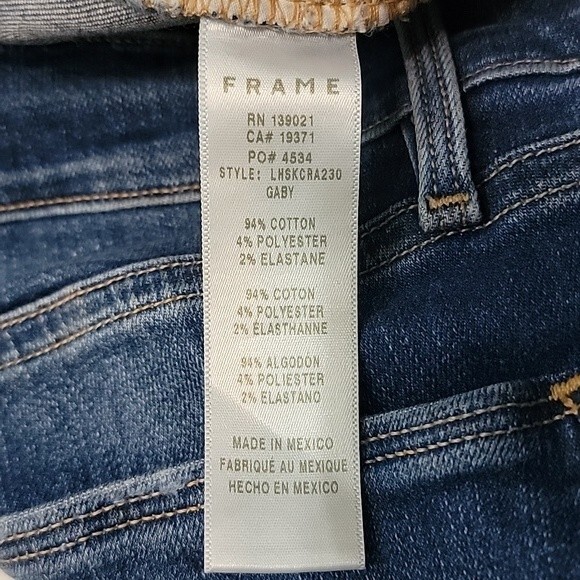 FRAME
RN 139021
CA# 19371
PO# 4534
STYLE: LHSKCRA230
GABY
94% COTTON
4% POLYESTER
2% ELASTANE
94% COTON
4% POLYESTER
2% ÉLASTHANNE
94% ALGODON
4% POLIESTER
2% ELASTANO
MADE IN MEXICO
FABRIQUÉ AU MEXIQUE
HECHO EN MEXICO